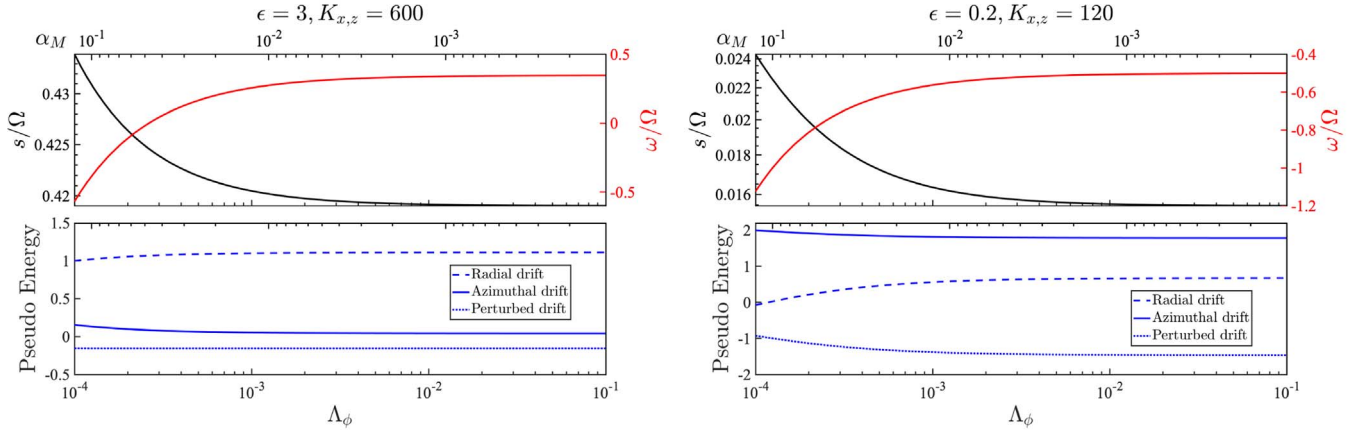 ϵ = 3, K_{x,z} = 600
α_M 10^{-1} 10^{-2} 10^{-3}
s/Ω
0.43
0.425
0.42
0.5
0
-0.5
ω/Ω
Pseudo Energy
1.5
1
0.5
0
-0.5
Radial drift
Azimuthal drift
Perturbed drift
10^{-4} 10^{-3} 10^{-2} 10^{-1}
Λ_ϕ
ϵ = 0.2, K_{x,z} = 120
α_M 10^{-1} 10^{-2} 10^{-3}
s/Ω
0.024
0.022
0.02
0.018
0.016
-0.4
-0.6
-0.8
-1
-1.2
ω/Ω
Pseudo Energy
2
1
0
-1
-2
Radial drift
Azimuthal drift
Perturbed drift
10^{-4} 10^{-3} 10^{-2} 10^{-1}
Λ_ϕ